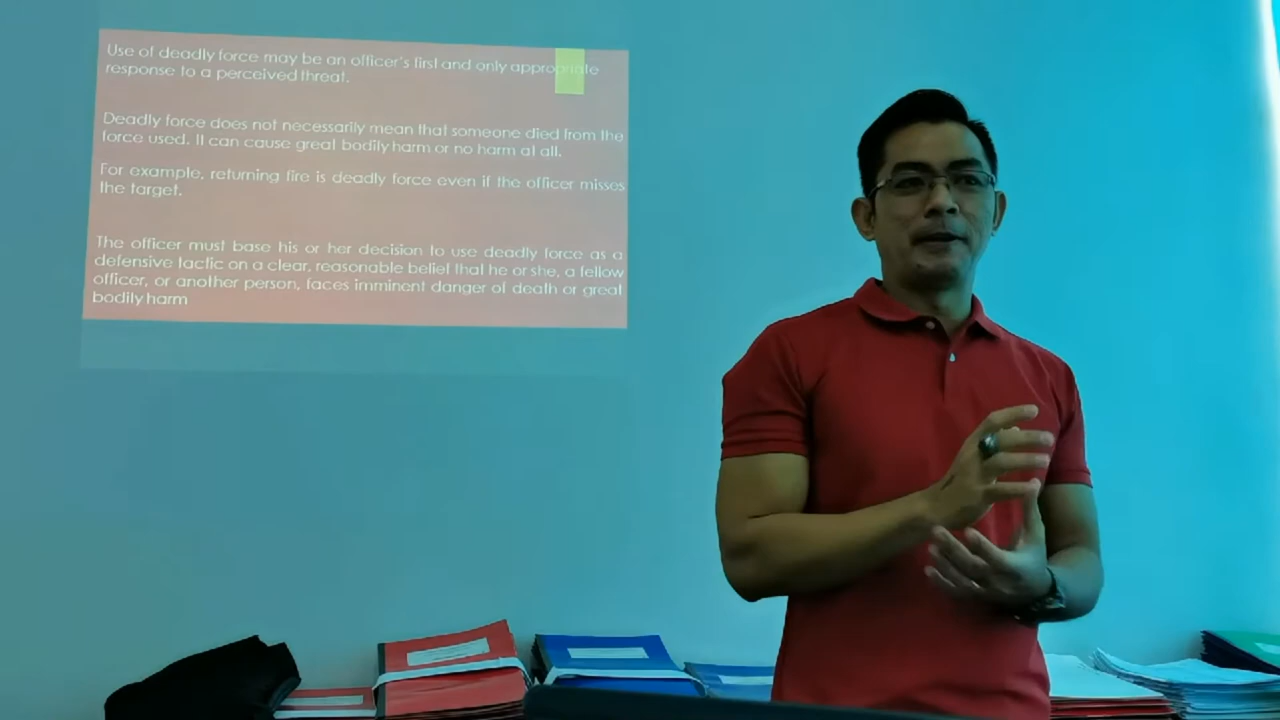 Use of deadly force may be an officer's first and only appropriate
response to a perceived threat.
Deadly force does not necessarily mean that someone died from the
force used. It can cause great bodily harm or no harm at all.
For example, returning fire is deadly force even if the officer misses
the target.
The officer must base his or her decision to use deadly force as a
defensive tactic on a clear, reasonable belief that he or she, a fellow
officer, or another person, faces imminent danger of death or great
bodily harm